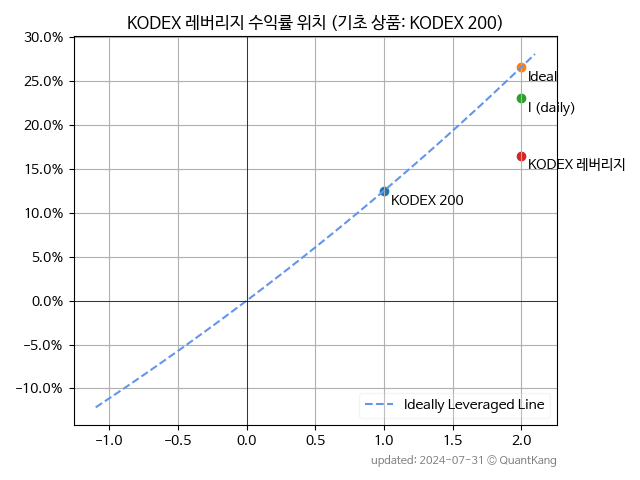 KODEX 레버리지 수익률 위치 (기초 상품: KODEX 200)
30.0%
25.0%
20.0%
15.0%
10.0%
5.0%
0.0%
−5.0%
−10.0%
Ideal
I (daily)
KODEX 레버리지
KODEX 200
Ideally Leveraged Line
−1.0 −0.5 0.0 0.5 1.0 1.5 2.0
updated: 2024-07-31 © QuantKang